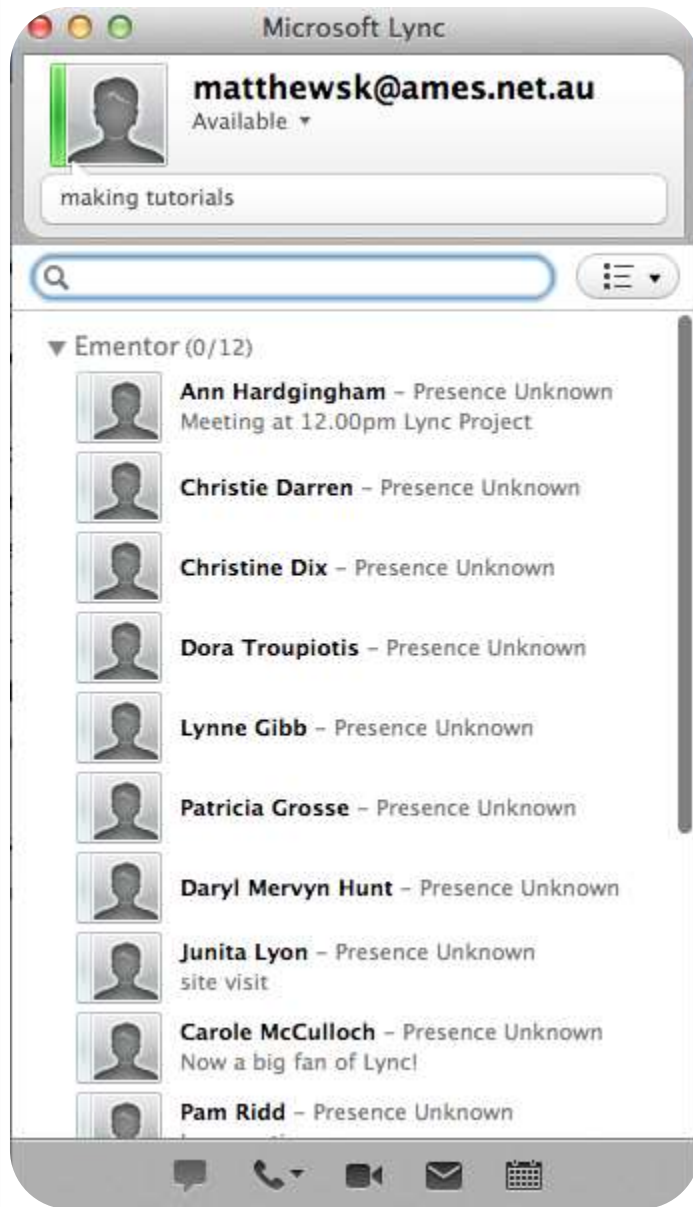 Microsoft Lync
matthewsk@ames.net.au
Available
making tutorials
Ementor (0/12)
Ann Hardgingham – Presence Unknown
Meeting at 12.00pm Lync Project
Christie Darren – Presence Unknown
Christine Dix – Presence Unknown
Dora Troupiotis – Presence Unknown
Lynne Gibb – Presence Unknown
Patricia Grosse – Presence Unknown
Daryl Mervyn Hunt – Presence Unknown
Junita Lyon – Presence Unknown
site visit
Carole McCulloch – Presence Unknown
Now a big fan of Lync!
Pam Ridd – Presence Unknown